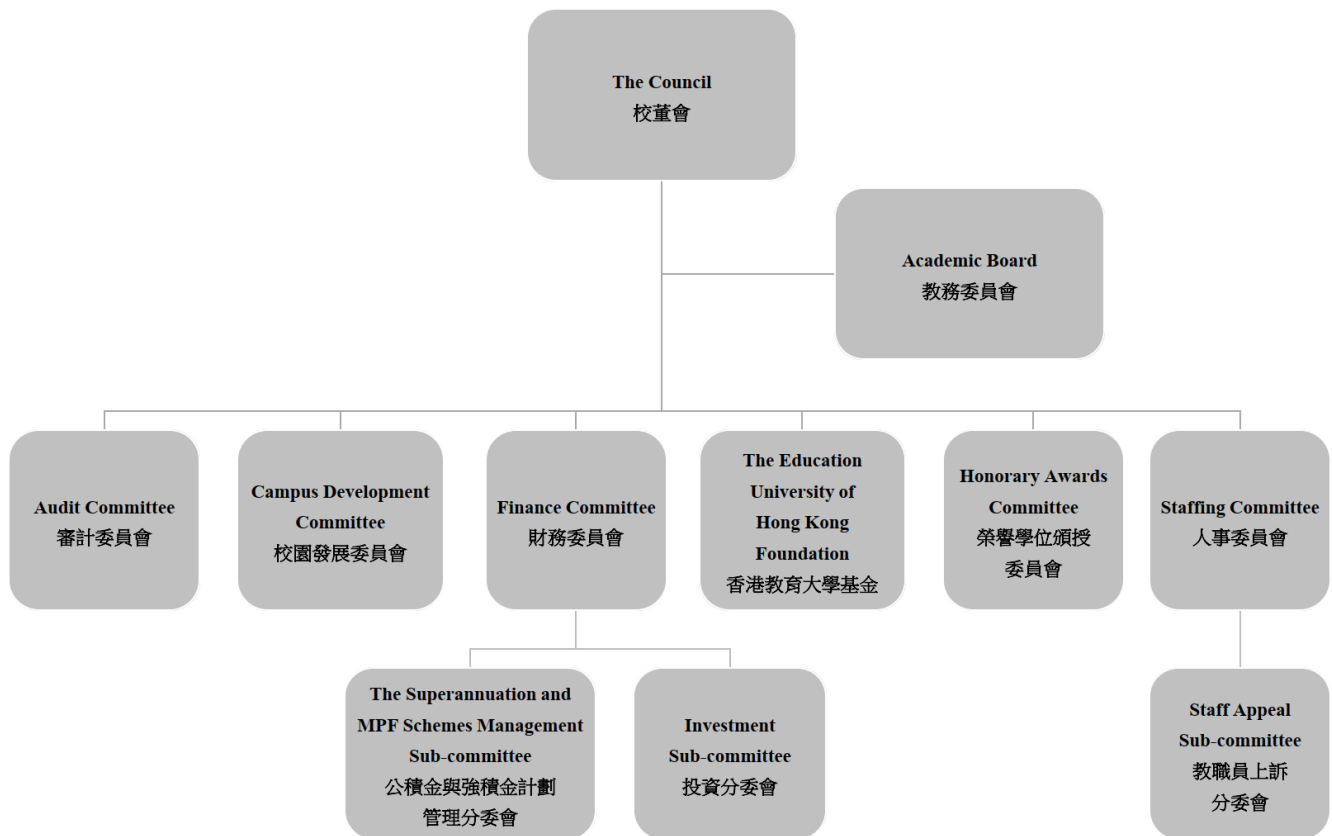 The Council
校董會
Academic Board
教務委員會
Audit Committee
審計委員會
Campus Development
Committee
校園發展委員會
Finance Committee
財務委員會
The Education
University of
Hong Kong
Foundation
香港教育大學基金
Honorary Awards
Committee
榮譽學位頒授
委員會
Staffing Committee
人事委員會
The Superannuation and
MPF Schemes Management
Sub-committee
公積金與強積金計劃
管理分委會
Investment
Sub-committee
投資分委會
Staff Appeal
Sub-committee
教職員上訴
分委會